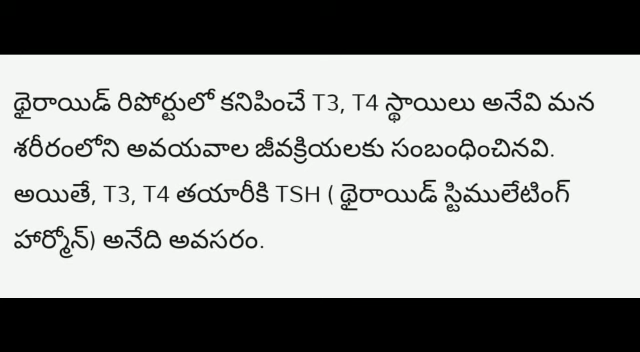 థైరాయిడ్ రిపోర్టులో కనిపించే T3, T4 స్థాయిలు అనేవి మన
శరీరంలోని అవయవాల జీవక్రియలకు సంబంధించినవి.
అయితే, T3, T4 తయారీకి TSH ( థైరాయిడ్ స్టిములేటింగ్
హార్మోన్) అనేది అవసరం.